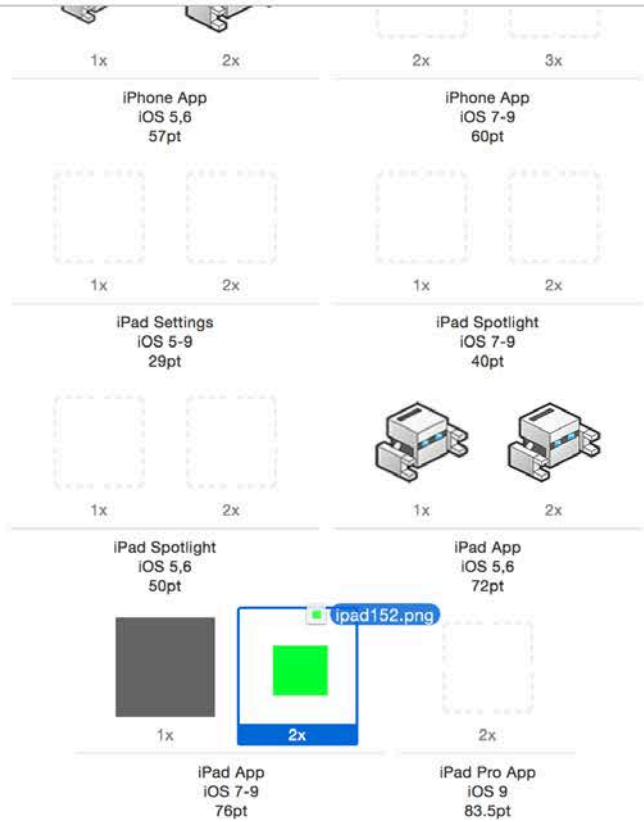 1x 2x 2x 3x
iPhone App iPhone App
iOS 5,6 iOS 7-9
57pt 60pt
1x 2x 1x 2x
iPad Settings iPad Spotlight
iOS 5-9 iOS 7-9
29pt 40pt
1x 2x 1x 2x
iPad Spotlight iPad App
iOS 5,6 iOS 5,6
50pt 72pt
ipad152.png
1x 2x 2x
iPad App iPad Pro App
iOS 7-9 iOS 9
76pt 83.5pt